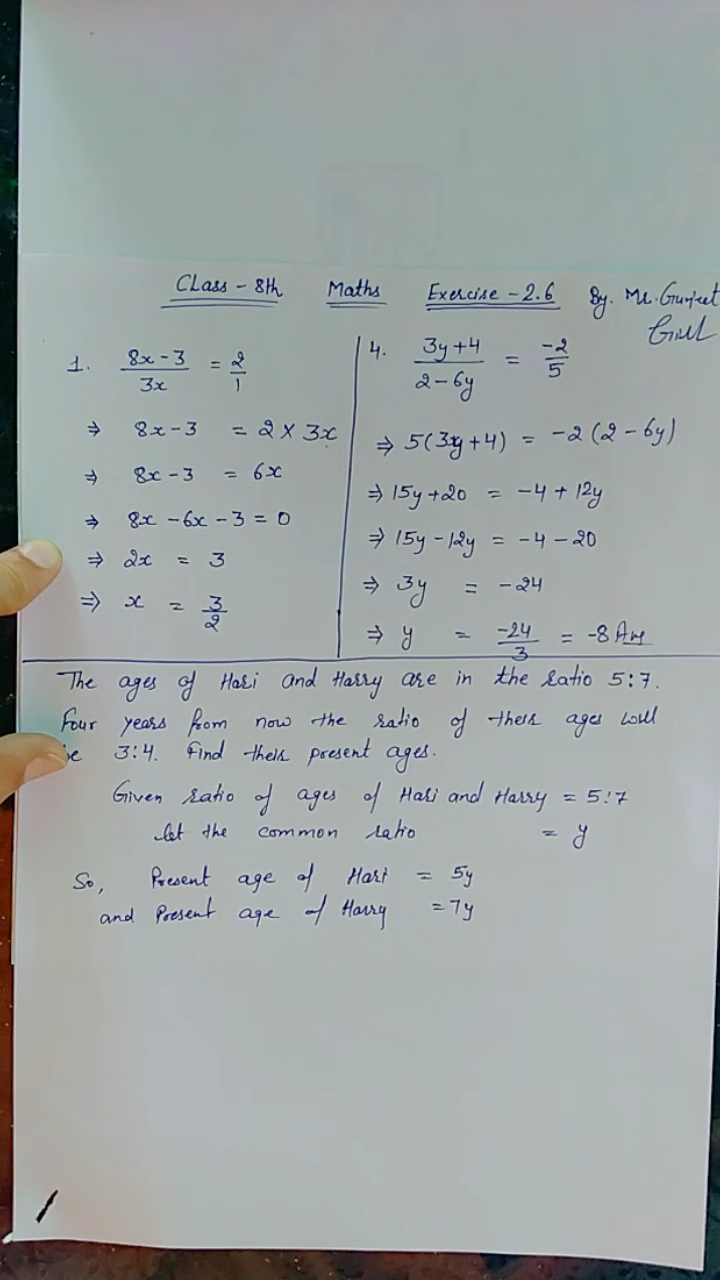 Class - 8th Maths Exercise - 2.6 By. Mr. Gurjeet
Gill
1. 8x - 3 / 3x = 2 / 1
⇒ 8x - 3 = 2 × 3x
⇒ 8x - 3 = 6x
⇒ 8x - 6x - 3 = 0
⇒ 2x = 3
⇒ x = 3 / 2
4. 3y + 4 / 2 - 6y = -2 / 5
⇒ 5(3y + 4) = -2 (2 - 6y)
⇒ 15y + 20 = -4 + 12y
⇒ 15y - 12y = -4 - 20
⇒ 3y = -24
⇒ y = -24 / 3 = -8 Ans
The ages of Hari and Harry are in the ratio 5:7.
Four years from now the ratio of their ages will
be 3:4. Find their present ages.
Given ratio of ages of Hari and Harry = 5:7
let the common ratio = y
So, Present age of Hari = 5y
and Present age of Harry = 7y